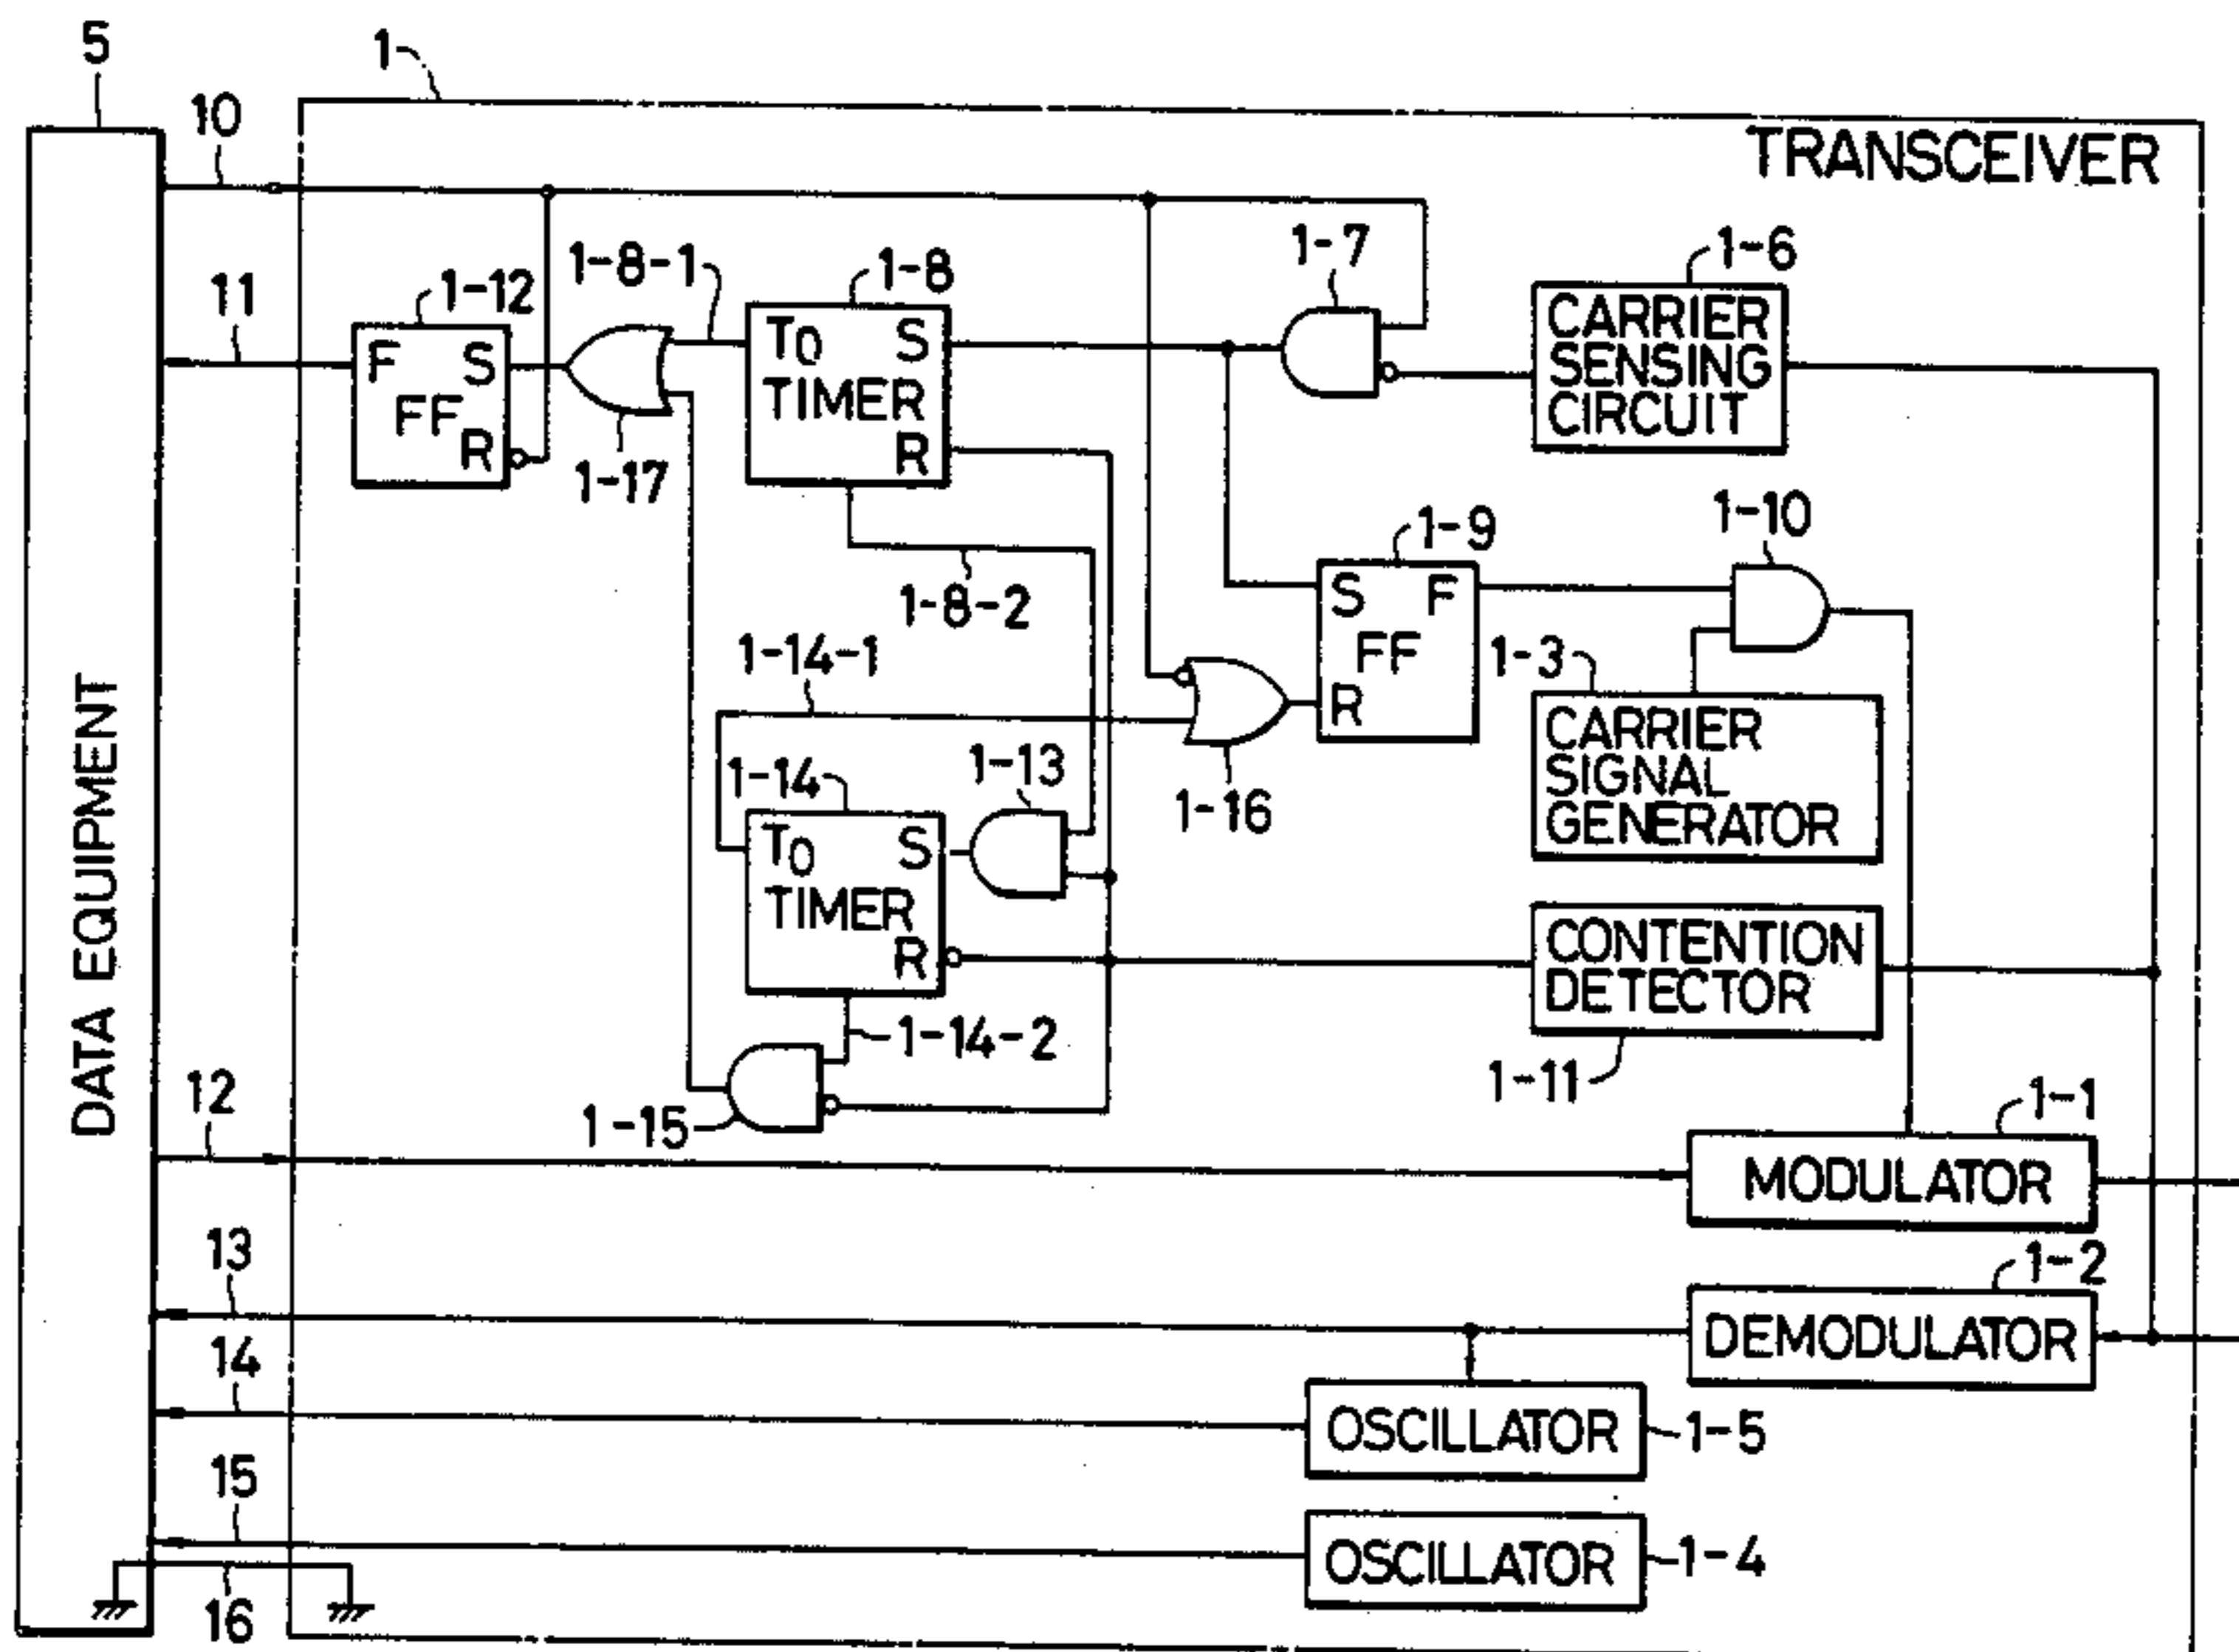 5
1
10
TRANSCEIVER
11
1-12
1-8-1
1-8
1-7
1-6
F S
FF
R
T0 S
TIMER
R
CARRIER
SENSING
CIRCUIT
1-17
1-8-2
1-9
1-10
S F
FF
R
1-14-1
1-3
1-14
1-13
1-16
CARRIER
SIGNAL
GENERATOR
T0 S
TIMER
R
DATA EQUIPMENT
CONTENTION
DETECTOR
1-14-2
1-11
1-15
12
1-1
MODULATOR
13
1-2
DEMODULATOR
14
OSCILLATOR
1-5
15
OSCILLATOR
1-4
16